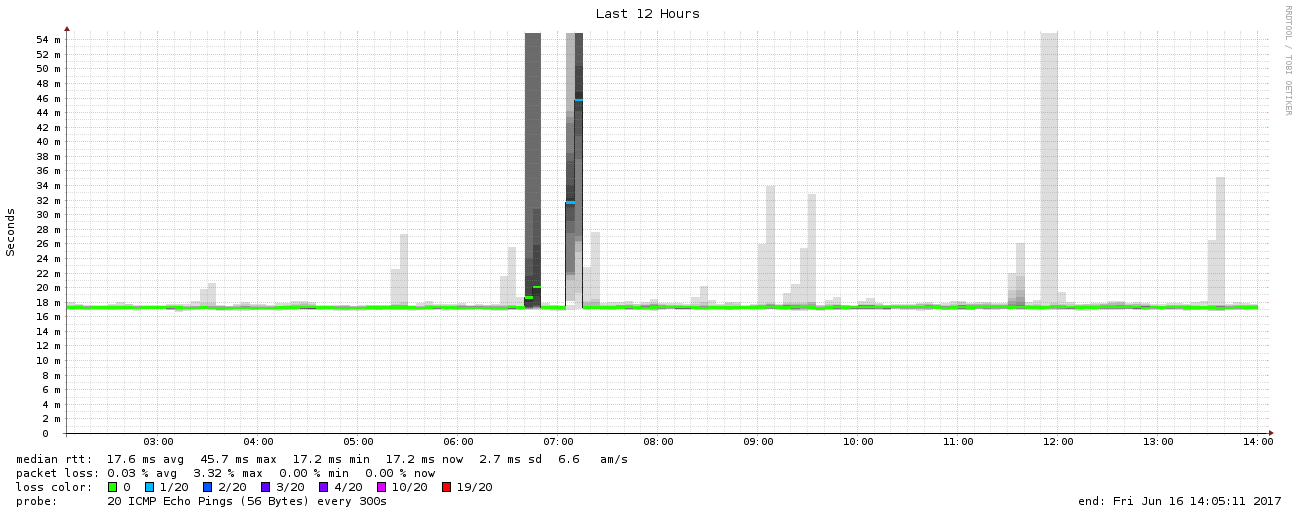 Last 12 Hours
RRDTOOL / TOBI OETIKER
Seconds
54 m
52 m
50 m
48 m
46 m
44 m
42 m
40 m
38 m
36 m
34 m
32 m
30 m
28 m
26 m
24 m
22 m
20 m
18 m
16 m
14 m
12 m
10 m
8 m
6 m
4 m
2 m
0
03:00 04:00 05:00 06:00 07:00 08:00 09:00 10:00 11:00 12:00 13:00 14:00
median rtt: 17.6 ms avg 45.7 ms max 17.2 ms min 17.2 ms now 2.7 ms sd 6.6 am/s
packet loss: 0.03 % avg 3.32 % max 0.00 % min 0.00 % now
loss color: 0 1/20 2/20 3/20 4/20 10/20 19/20
probe: 20 ICMP Echo Pings (56 Bytes) every 300s end: Fri Jun 16 14:05:11 2017